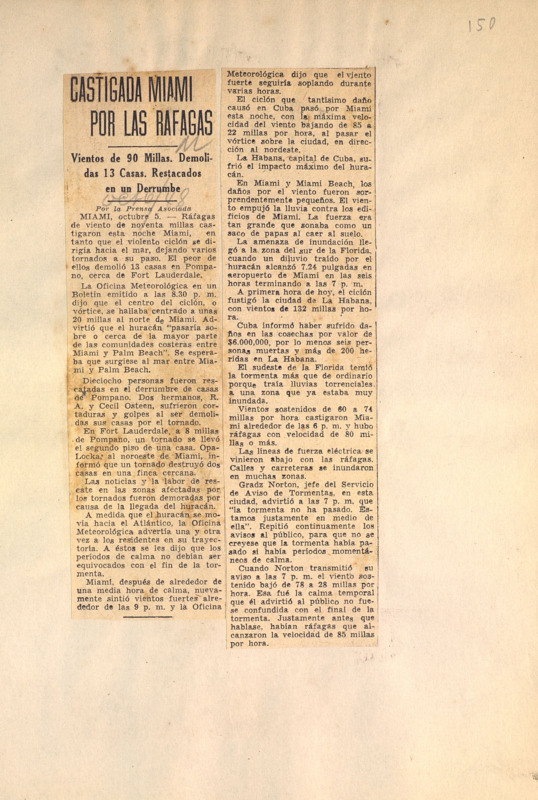 150
CASTIGADA MIAMI
POR LAS RAFAGAS
Vientos de 90 Millas. Demoli-
das 13 Casas. Restacados
en un Derrumbe
Por la Prensa Asociada
MIAMI, octubre 5. — Ráfagas
de viento de noventa millas cas-
tigaron esta noche Miami, en
tanto que el violento ciclón se di-
rigía hacia el mar, dejando varios
tornados a su paso. El peor de
ellos demolió 13 casas en Pompa-
no, cerca de Fort Lauderdale.
La Oficina Meteorológica en un
Boletín emitido a las 8.30 p. m.
dijo que el centro del ciclón, o
vórtice, se hallaba centrado a unas
20 millas al norte de Miami. Ad-
virtió que el huracán "pasaría so-
bre o cerca de la mayor parte
de las comunidades costeras entre
Miami y Palm Beach". Se espera-
ba que surgiese al mar entre Mia-
mi y Palm Beach.
Dieciocho personas fueron res-
catadas en el derrumbe de casas
de Pompano. Dos hermanos, R.
A. y Cecil Osteen, sufrieron cor-
taduras y golpes al ser demoli-
das sus casas por el tornado.
En Fort Lauderdale, a 8 millas
de Pompano, un tornado se llevó
el segundo piso de una casa. Opa-
Locka, al noroeste de Miami, in-
formó que un tornado destruyó dos
casas en una finca cercana.
Las noticias y la labor de res-
cate en las zonas afectadas por
los tornados fueron demoradas por
causa de la llegada del huracán.
A medida que el huracán se mo-
vía hacia el Atlántico, la Oficina
Meteorológica advertía una y otra
vez a los residentes en su trayec-
toria. A éstos se les dijo que los
períodos de calma no debían ser
equivocados con el fin de la tor-
menta.
Miami, después de alrededor de
una media hora de calma, nueva-
mente sintió vientos fuertes alre-
dedor de las 9 p. m. y la Oficina
Meteorológica dijo que el viento
fuerte seguiría soplando durante
varias horas.
El ciclón que tantísimo daño
causó en Cuba pasó por Miami
esta noche, con la máxima velo-
cidad del viento bajando de 85 a
22 millas por hora, al pasar el
vórtice sobre la ciudad, en direc-
ción al nordeste.
La Habana, capital de Cuba, su-
frió el impacto máximo del hura-
cán.
En Miami y Miami Beach, los
daños por el viento fueron sor-
prendentemente pequeños. El vien-
to empujó la lluvia contra los edi-
ficios de Miami. La fuerza era
tan grande que sonaba como un
saco de papas al caer al suelo.
La amenaza de inundación lle-
gó a la zona del sur de la Florida,
cuando un diluvio traído por el
huracán alcanzó 7.24 pulgadas en
aeropuerto de Miami en las seis
horas terminando a las 7 p. m.
A primera hora de hoy, el ciclón
fustigó la ciudad de La Habana,
con vientos de 132 millas por ho-
ra.
Cuba informó haber sufrido da-
ños en las cosechas por valor de
$6,000,000, por lo menos seis per-
sonas muertas y más de 200 he-
ridas en La Habana.
El sudeste de la Florida temió
la tormenta más que de ordinario
porque traía lluvias torrenciales
a una zona que ya estaba muy
inundada.
Vientos sostenidos de 60 a 74
millas por hora castigaron Mia-
mi alrededor de las 6 p. m. y hubo
ráfagas con velocidad de 80 mi-
llas o más.
Las líneas de fuerza eléctrica se
vinieron abajo con las ráfagas.
Calles y carreteras se inundaron
en muchas zonas.
Gradz Norton, jefe del Servicio
de Aviso de Tormentas, en esta
ciudad, advirtió a las 7 p. m. que
"la tormenta no ha pasado. Es-
tamos justamente en medio de
ella". Repitió continuamente los
avisos al público, para que no se
creyese que la tormenta había pa-
sado si había períodos momentá-
neos de calma.
Cuando Norton transmitió su
aviso a las 7 p. m. el viento sos-
tenido bajó de 78 a 28 millas por
hora. Esa fué la calma temporal
que él advirtió al público no fue-
se confundida con el final de la
tormenta. Justamente antes que
hablase, habían ráfagas que al-
canzaron la velocidad de 85 millas
por hora.